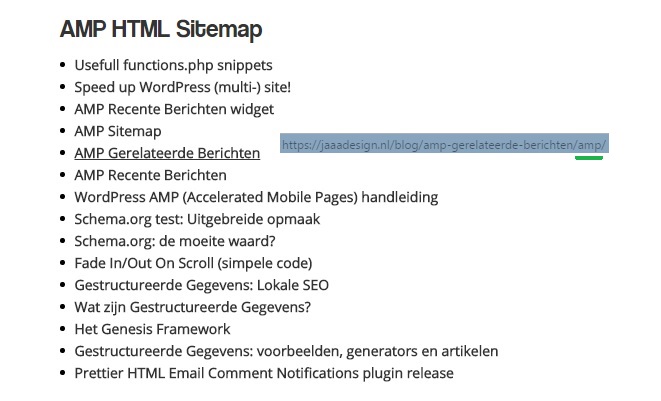 AMP HTML Sitemap
Usefull functions.php snippets
Speed up WordPress (multi-) site!
AMP Recente Berichten widget
AMP Sitemap
AMP Gerelateerde Berichten
https://jaaadesign.nl/blog/amp-gerelateerde-berichten/amp/
AMP Recente Berichten
WordPress AMP (Accelerated Mobile Pages) handleiding
Schema.org test: Uitgebreide opmaak
Schema.org: de moeite waard?
Fade In/Out On Scroll (simpele code)
Gestructureerde Gegevens: Lokale SEO
Wat zijn Gestructureerde Gegevens?
Het Genesis Framework
Gestructureerde Gegevens: voorbeelden, generators en artikelen
Prettier HTML Email Comment Notifications plugin release